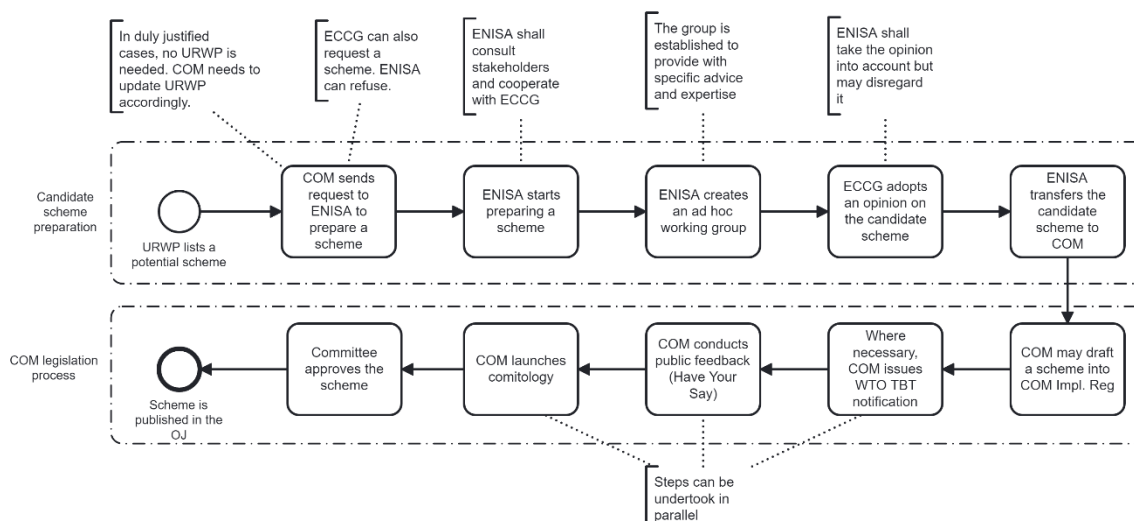 In duly justified
cases, no URWP is
needed. COM needs to
update URWP
accordingly.
ECCG can also
request a
scheme. ENISA
can refuse.
ENISA shall
consult
stakeholders
and cooperate
with ECCG
The group is
established to
provide with
specific advice
and expertise
ENISA shall
take the opinion
into account but
may disregard
it
Candidate
scheme
preparation
URWP lists a
potential scheme
COM sends
request to
ENISA to
prepare a scheme
ENISA starts
preparing a
scheme
ENISA creates
an ad hoc
working group
ECCG adopts
an opinion on
the candidate
scheme
ENISA
transfers the
candidate
scheme to
COM
COM legislation
process
Scheme is
published in the
OJ
Committee
approves the
scheme
COM launches
comitology
COM conducts
public feedback
(Have Your
Say)
Where
necessary,
COM issues
WTO TBT
notification
COM may draft
a scheme into
COM Impl. Reg
Steps can be
undertook in
parallel